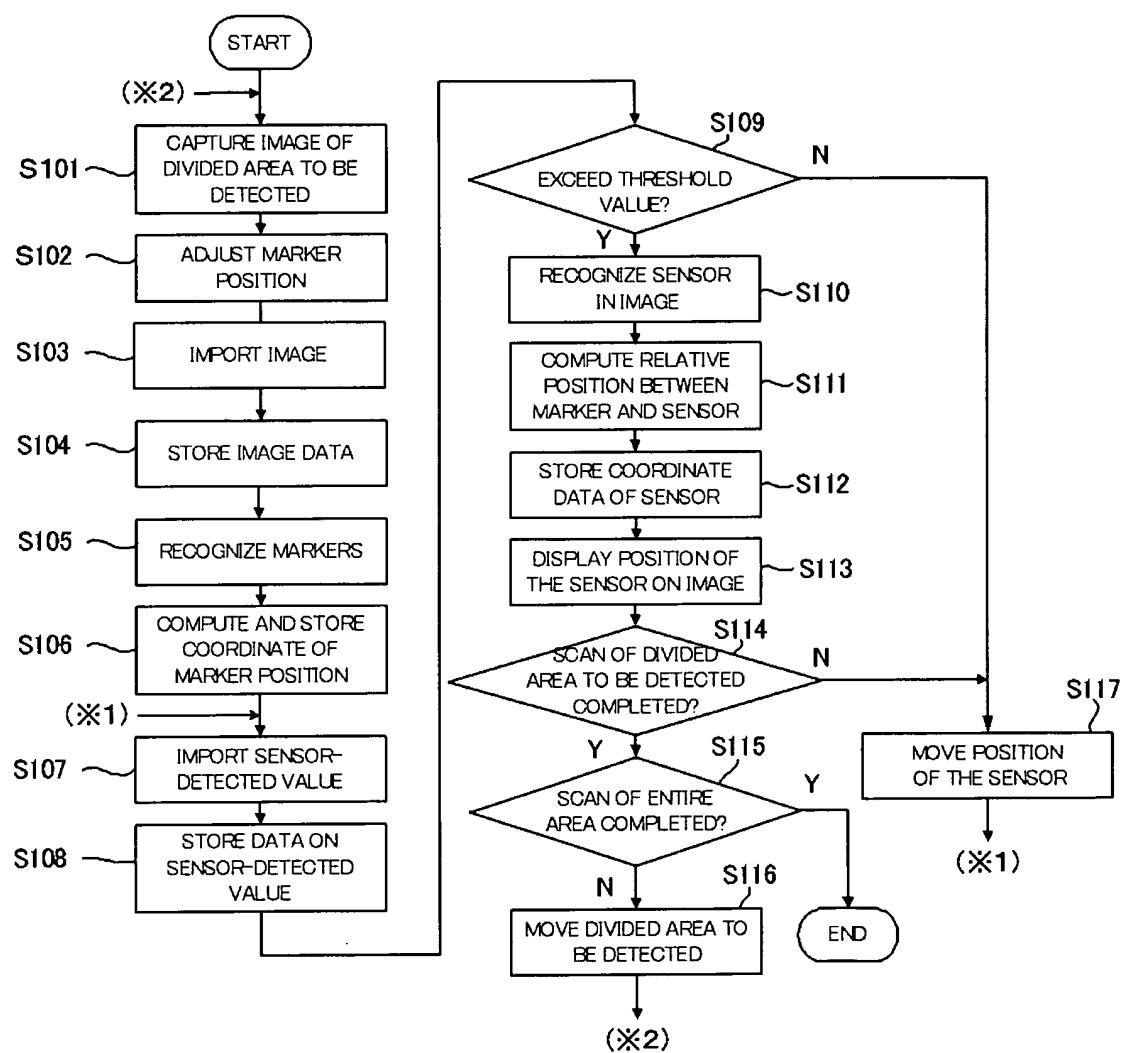 START
(※2)
S101
CAPTURE IMAGE OF
DIVIDED AREA TO BE
DETECTED
S102
ADJUST MARKER
POSITION
S103
IMPORT IMAGE
S104
STORE IMAGE DATA
S105
RECOGNIZE MARKERS
S106
COMPUTE AND STORE
COORDINATE OF
MARKER POSITION
(※1)
S107
IMPORT SENSOR-
DETECTED VALUE
S108
STORE DATA ON
SENSOR-DETECTED
VALUE
S109
EXCEED THRESHOLD
VALUE?
N
Y
RECOGNIZE SENSOR
IN IMAGE
S110
COMPUTE RELATIVE
POSITION BETWEEN
MARKER AND SENSOR
S111
STORE COORDINATE
DATA OF SENSOR
S112
DISPLAY POSITION OF
THE SENSOR ON IMAGE
S113
S114
SCAN OF DIVIDED
AREA TO BE DETECTED
COMPLETED?
N
Y
S115
SCAN OF ENTIRE
AREA COMPLETED?
Y
N
S116
MOVE DIVIDED AREA TO
BE DETECTED
(※2)
END
S117
MOVE POSITION
OF THE SENSOR
(※1)